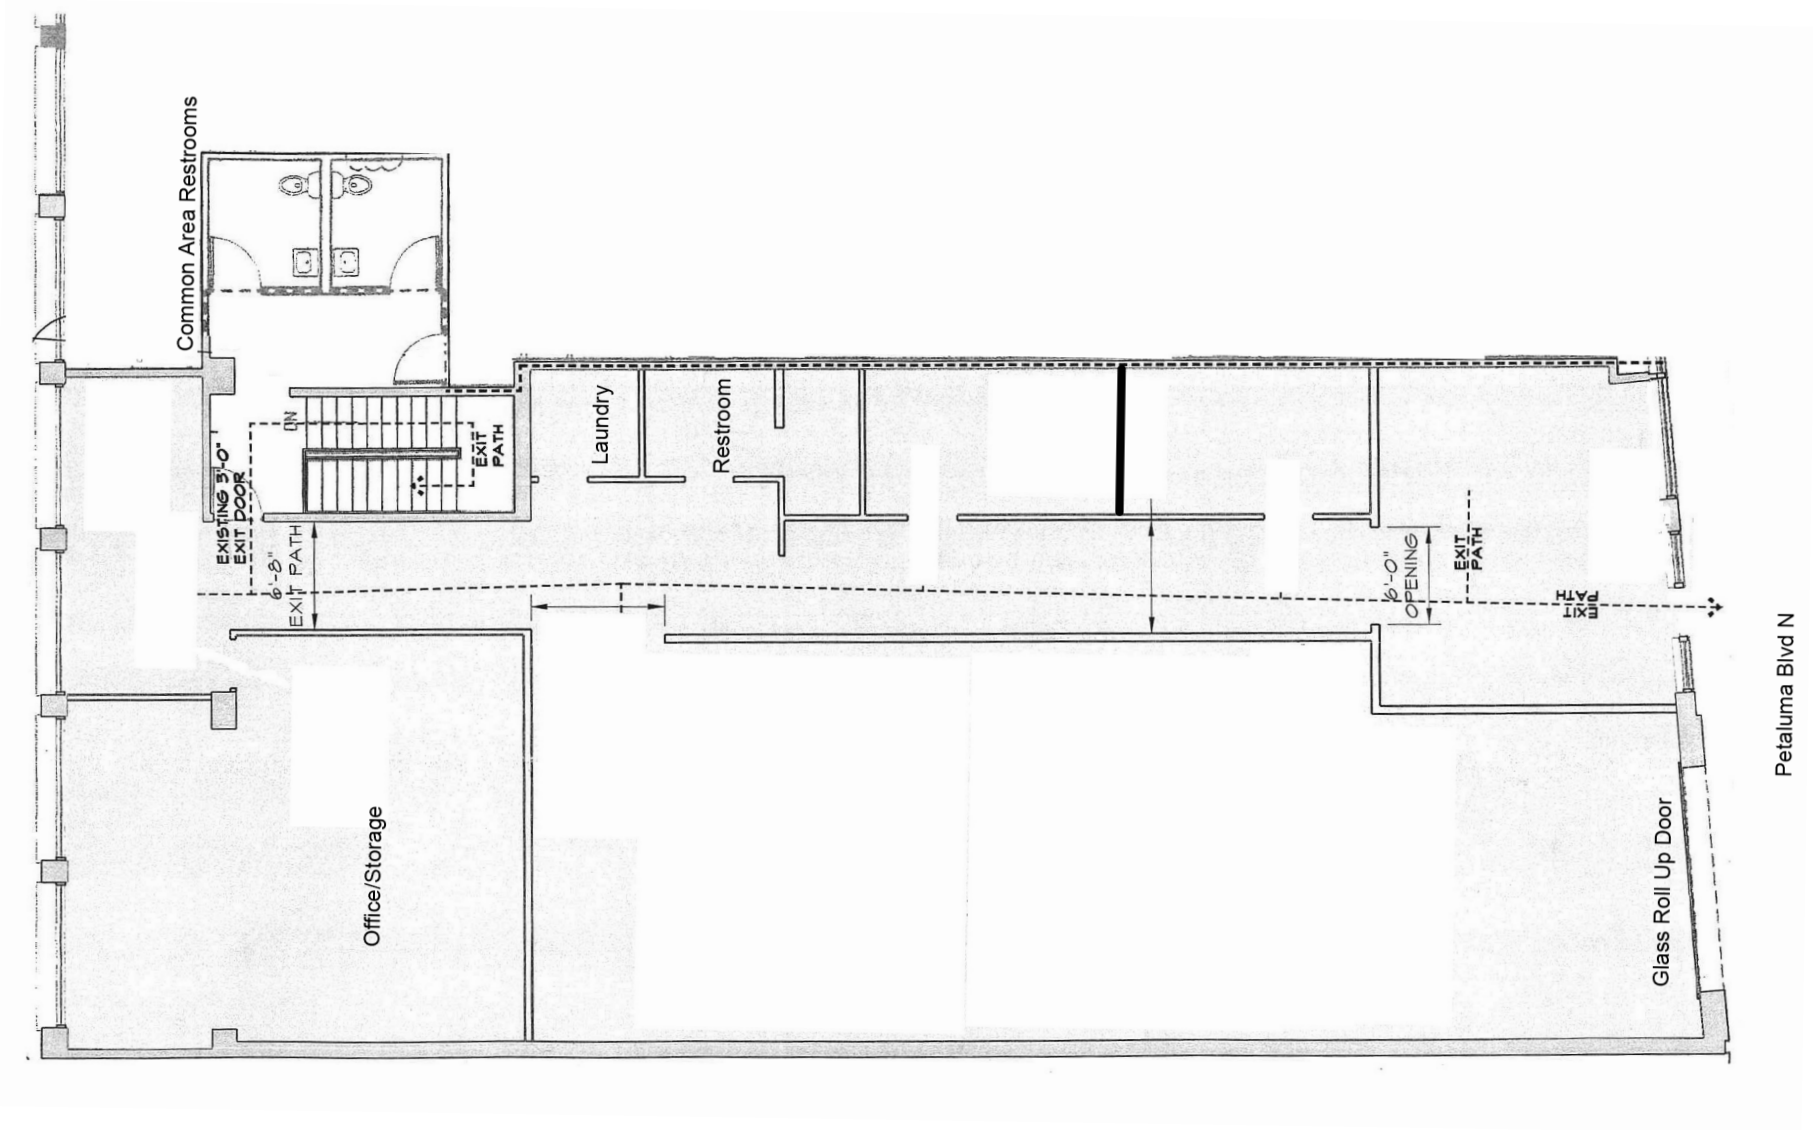 Common Area Restrooms
EXISTING 3'-0"
EXIT DOOR
DN
EXIT
PATH
6'-8"
EXIT PATH
Laundry
Restroom
6'-0"
OPENING
EXIT
PATH
EXIT
PATH
Office/Storage
Glass Roll Up Door
Petaluma Blvd N